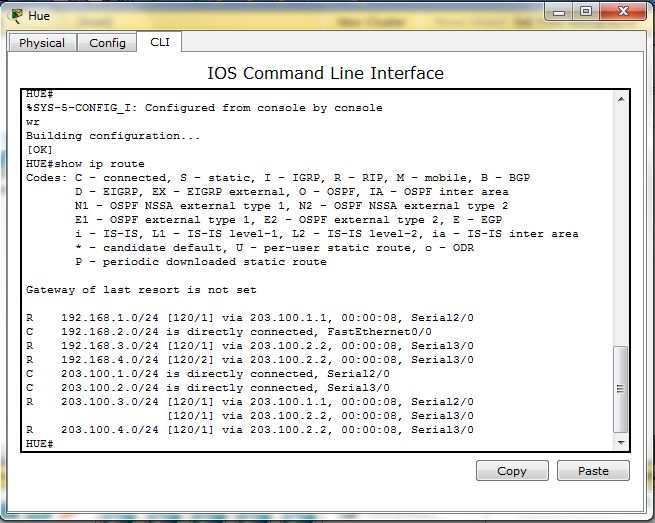 Hue
Physical Config CLI
IOS Command Line Interface
HUE#
%SYS-5-CONFIG_I: Configured from console by console
wr
Building configuration...
[OK]
HUE#show ip route
Codes: C - connected, S - static, I - IGRP, R - RIP, M - mobile, B - BGP
D - EIGRP, EX - EIGRP external, O - OSPF, IA - OSPF inter area
N1 - OSPF NSSA external type 1, N2 - OSPF NSSA external type 2
E1 - OSPF external type 1, E2 - OSPF external type 2, E - EGP
i - IS-IS, L1 - IS-IS level-1, L2 - IS-IS level-2, ia - IS-IS inter area
* - candidate default, U - per-user static route, o - ODR
P - periodic downloaded static route
Gateway of last resort is not set
R 192.168.1.0/24 [120/1] via 203.100.1.1, 00:00:08, Serial2/0
C 192.168.2.0/24 is directly connected, FastEthernet0/0
R 192.168.3.0/24 [120/1] via 203.100.2.2, 00:00:08, Serial3/0
R 192.168.4.0/24 [120/2] via 203.100.2.2, 00:00:08, Serial3/0
C 203.100.1.0/24 is directly connected, Serial2/0
C 203.100.2.0/24 is directly connected, Serial3/0
R 203.100.3.0/24 [120/1] via 203.100.1.1, 00:00:08, Serial2/0
[120/1] via 203.100.2.2, 00:00:08, Serial3/0
R 203.100.4.0/24 [120/1] via 203.100.2.2, 00:00:08, Serial3/0
HUE#
Copy Paste